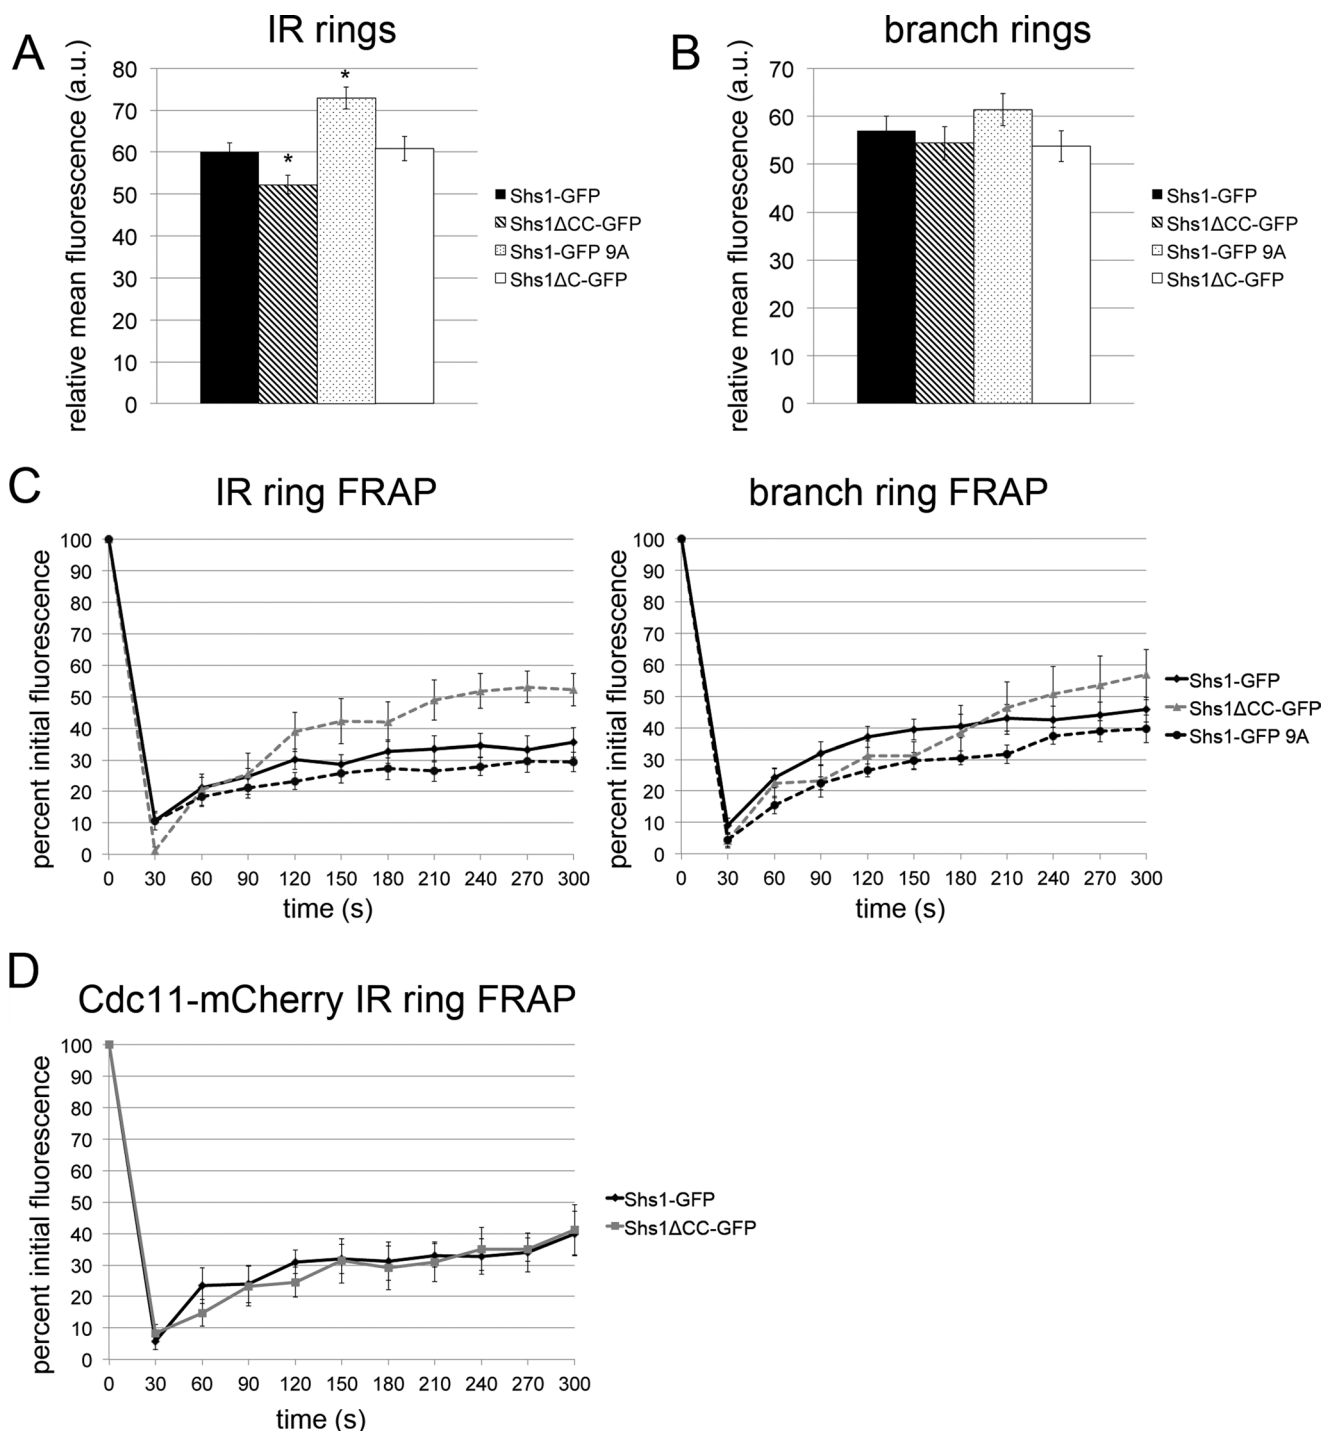 A
IR rings
relative mean fluorescence (a.u.)
80
70
60
50
40
30
20
10
0
*
*
Shs1-GFP
Shs1ΔCC-GFP
Shs1-GFP 9A
Shs1ΔC-GFP
B
branch rings
relative mean fluorescence (a.u.)
70
60
50
40
30
20
10
0
Shs1-GFP
Shs1ΔCC-GFP
Shs1-GFP 9A
Shs1ΔC-GFP
C
IR ring FRAP
percent initial fluorescence
100
90
80
70
60
50
40
30
20
10
0
0 30 60 90 120 150 180 210 240 270 300
time (s)
branch ring FRAP
percent initial fluorescence
100
90
80
70
60
50
40
30
20
10
0
0 30 60 90 120 150 180 210 240 270 300
time (s)
Shs1-GFP
Shs1ΔCC-GFP
Shs1-GFP 9A
D
Cdc11-mCherry IR ring FRAP
percent initial fluorescence
100
90
80
70
60
50
40
30
20
10
0
0 30 60 90 120 150 180 210 240 270 300
time (s)
Shs1-GFP
Shs1ΔCC-GFP